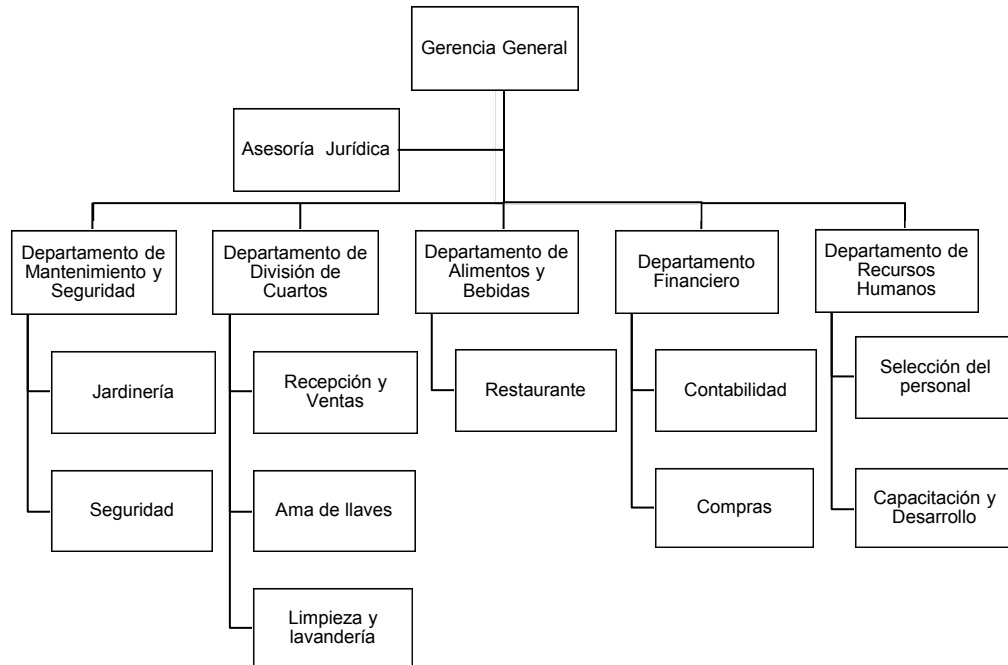 Gerencia General
Asesoría Jurídica
Departamento de
Mantenimiento y
Seguridad
Departamento de
División de
Cuartos
Departamento de
Alimentos y
Bebidas
Departamento
Financiero
Departamento de
Recursos
Humanos
Jardinería
Recepción y
Ventas
Restaurante
Contabilidad
Selección del
personal
Seguridad
Ama de llaves
Compras
Capacitación y
Desarrollo
Limpieza y
lavandería